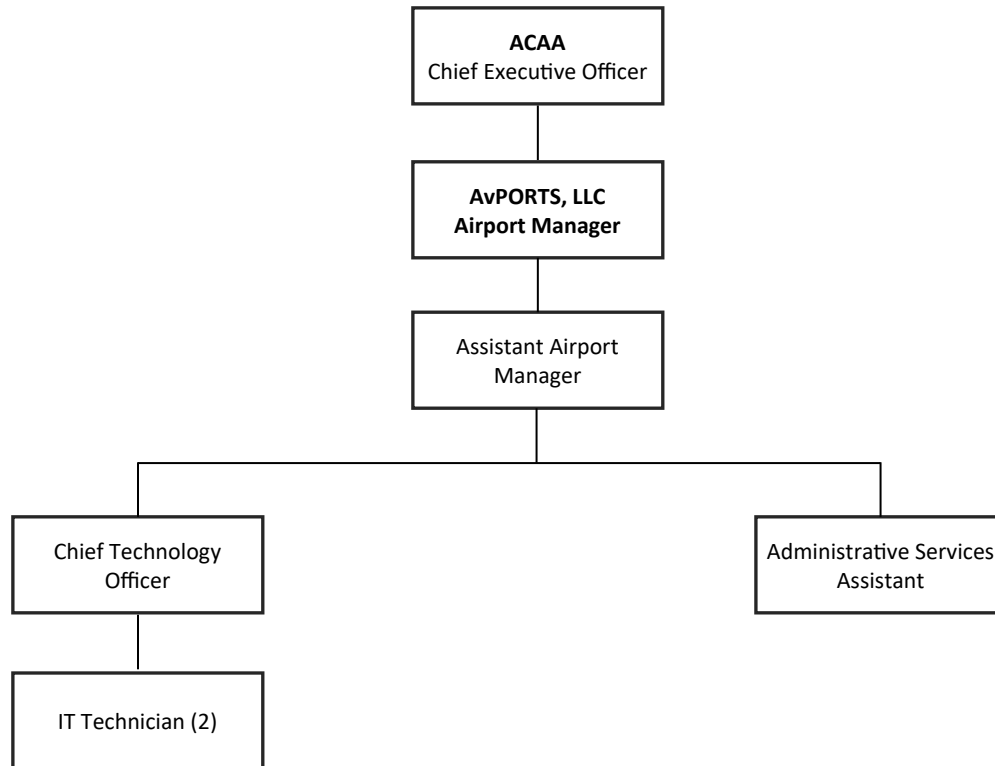 ACAA
Chief Executive Officer
AvPORTS, LLC
Airport Manager
Assistant Airport
Manager
Chief Technology
Officer
Administrative Services
Assistant
IT Technician (2)